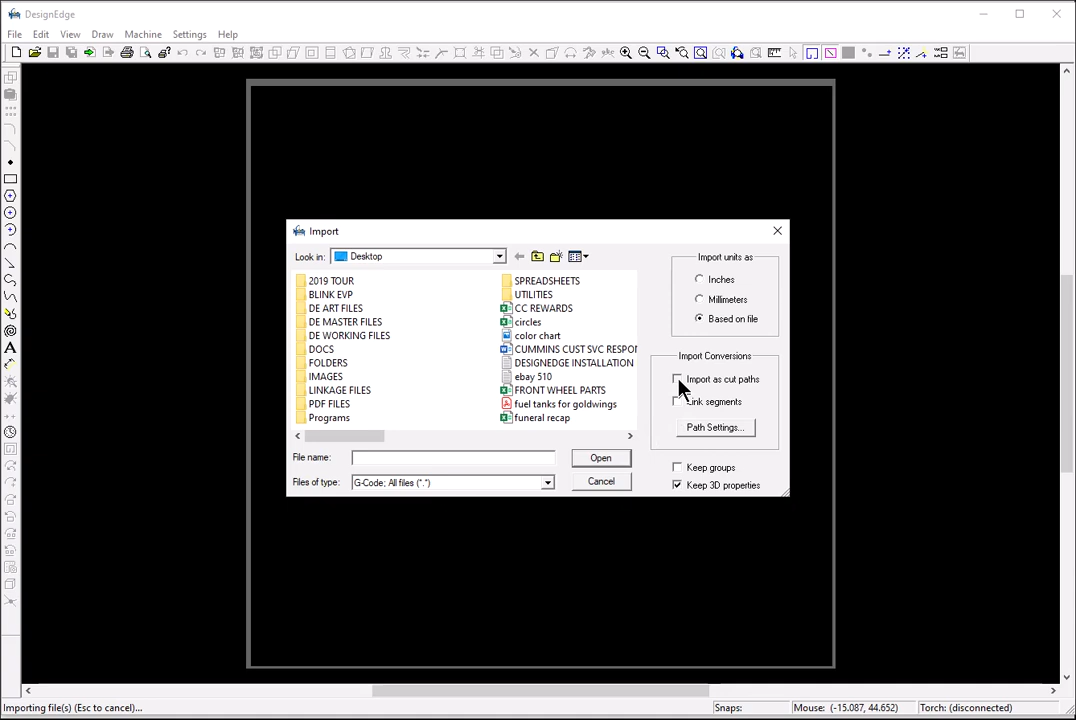 DesignEdge
File Edit View Draw Machine Settings Help
Import
Look in: Desktop
2019 TOUR
BLINK EVP
DE ART FILES
DE MASTER FILES
DE WORKING FILES
DOCS
FOLDERS
IMAGES
LINKAGE FILES
PDF FILES
Programs
SPREADSHEETS
UTILITIES
CC REWARDS
circles
color chart
CUMMINS CUST SVC RESPO
DESIGNEDGE INSTALLATION
ebay 510
FRONT WHEEL PARTS
fuel tanks for goldwings
funeral recap
File name: Open
Files of type: G-Code; All files (*.*) Cancel
Import units as
Inches
Millimeters
Based on file
Import Conversions
Import as cut paths
Link segments
Path Settings...
Keep groups
Keep 3D properties
Importing file(s) (Esc to cancel)... Snaps: Mouse: (-15.087, 44.652) Torch: (disconnected)